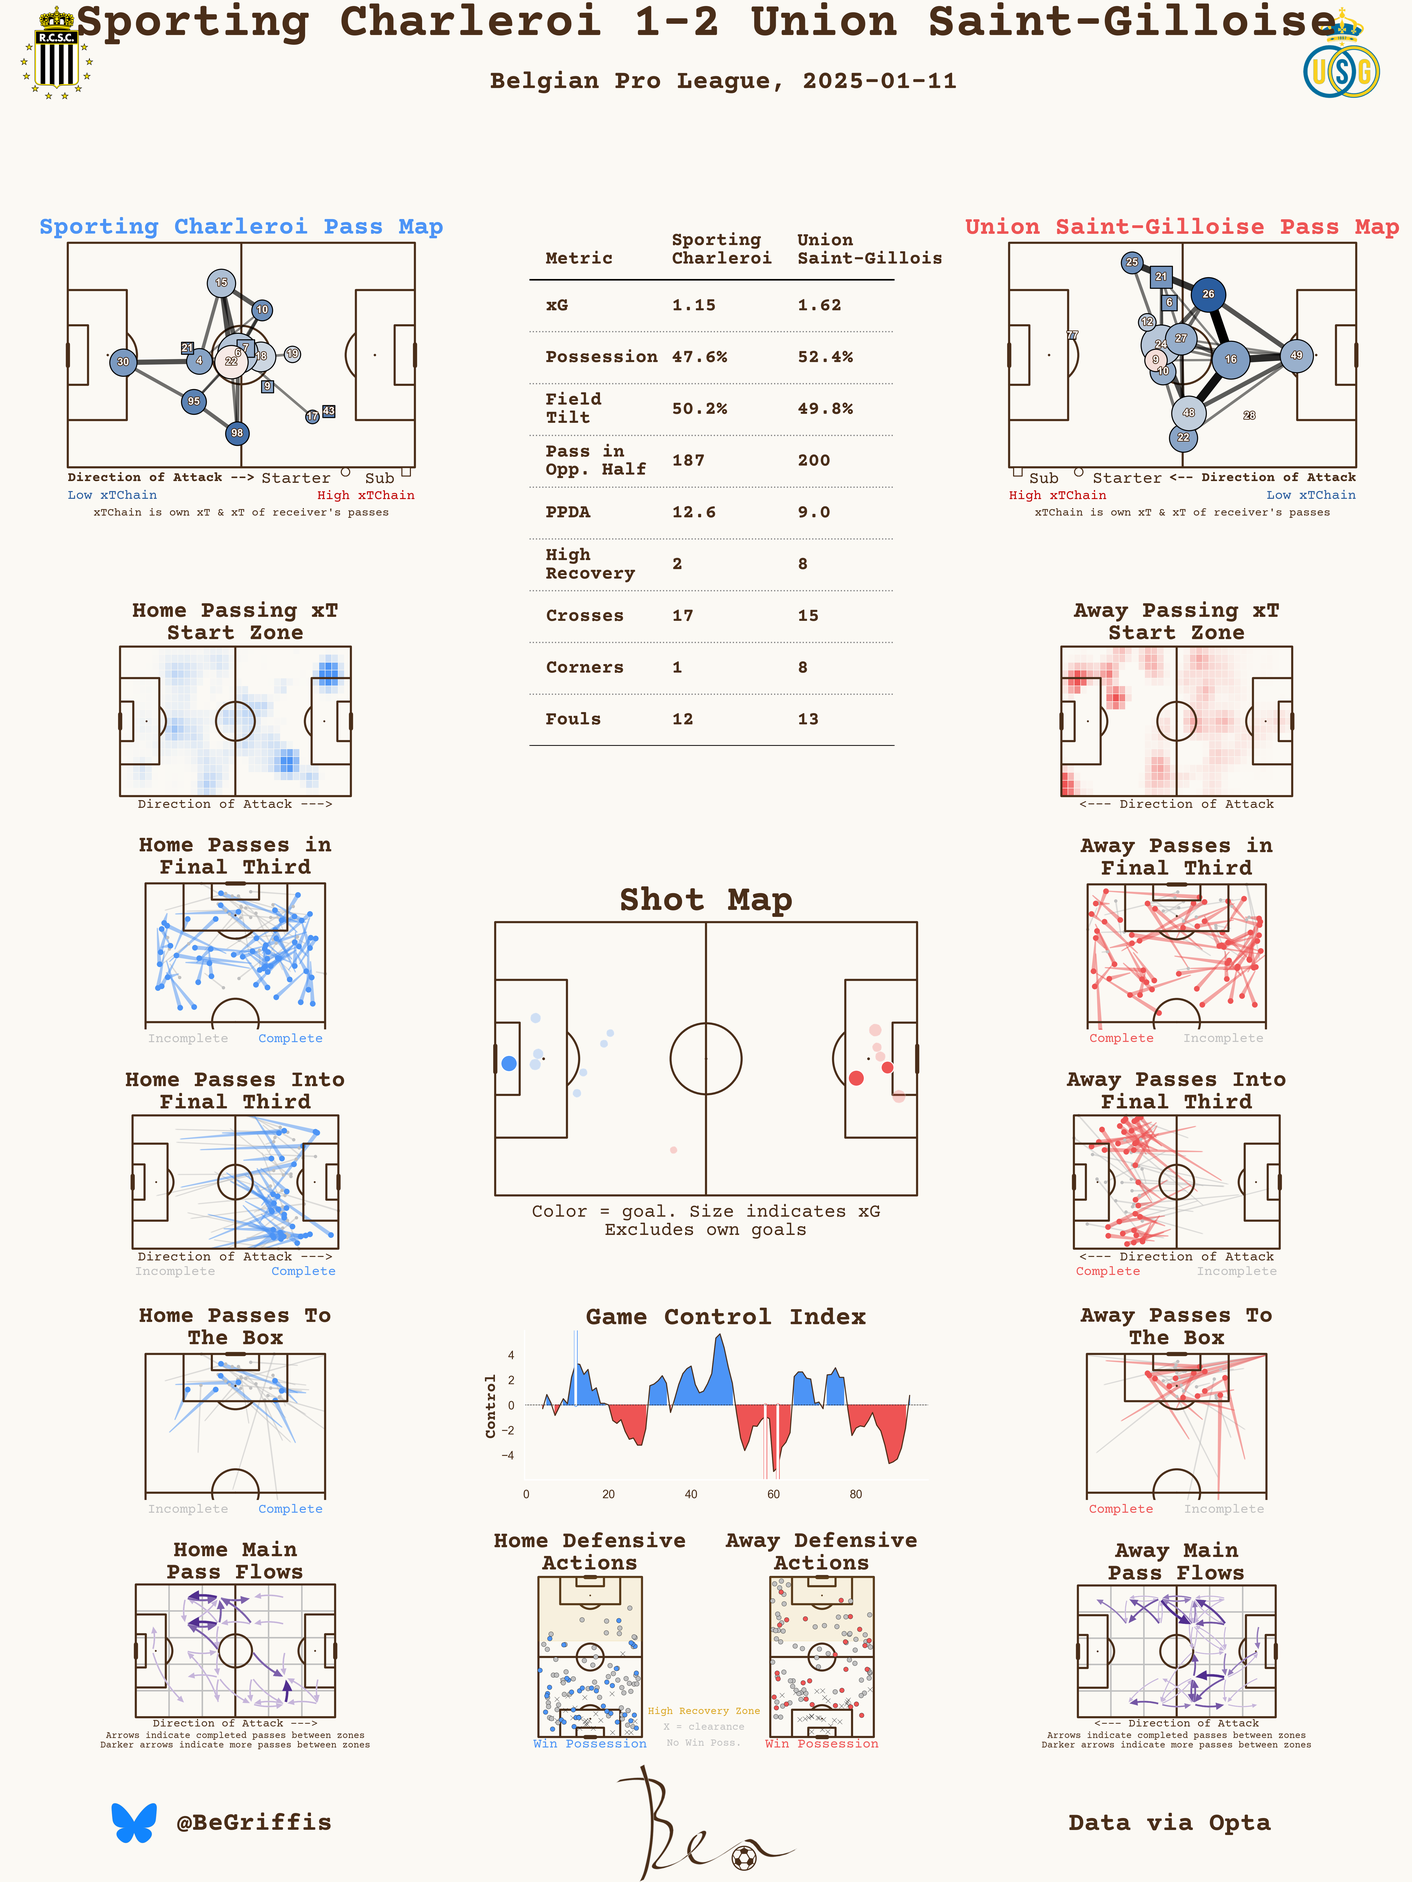 Sporting Charleroi 1-2 Union Saint-Gilloise
R.C.S.C.
USG
Belgian Pro League, 2025-01-11
Sporting Charleroi Pass Map
15
10
21
30
4
6
7
22
18
19
9
95
17
43
98
Direction of Attack --> Starter Sub
Low xTChain High xTChain
xTChain is own xT & xT of receiver's passes
Metric Sporting Charleroi Union Saint-Gillois
xG 1.15 1.62
Possession 47.6% 52.4%
Field Tilt 50.2% 49.8%
Pass in Opp. Half 187 200
PPDA 12.6 9.0
High Recovery 2 8
Crosses 17 15
Corners 1 8
Fouls 12 13
Union Saint-Gilloise Pass Map
25
21
26
6
12
77
24
27
9
10
16
49
48
28
22
Sub Starter <-- Direction of Attack
High xTChain Low xTChain
xTChain is own xT & xT of receiver's passes
Home Passing xT
Start Zone
Direction of Attack --->
Away Passing xT
Start Zone
<--- Direction of Attack
Home Passes in
Final Third
Incomplete Complete
Away Passes in
Final Third
Complete Incomplete
Shot Map
Color = goal. Size indicates xG
Excludes own goals
Home Passes Into
Final Third
Direction of Attack --->
Incomplete Complete
Away Passes Into
Final Third
<--- Direction of Attack
Complete Incomplete
Home Passes To
The Box
Incomplete Complete
Game Control Index
Control
4
2
0
−2
−4
0 20 40 60 80
Away Passes To
The Box
Complete Incomplete
Home Main
Pass Flows
Direction of Attack --->
Arrows indicate completed passes between zones
Darker arrows indicate more passes between zones
Home Defensive
Actions
Win Possession
High Recovery Zone
X = clearance
No Win Poss.
Away Defensive
Actions
Win Possession
Away Main
Pass Flows
<--- Direction of Attack
Arrows indicate completed passes between zones
Darker arrows indicate more passes between zones
@BeGriffis
Ben
Data via Opta